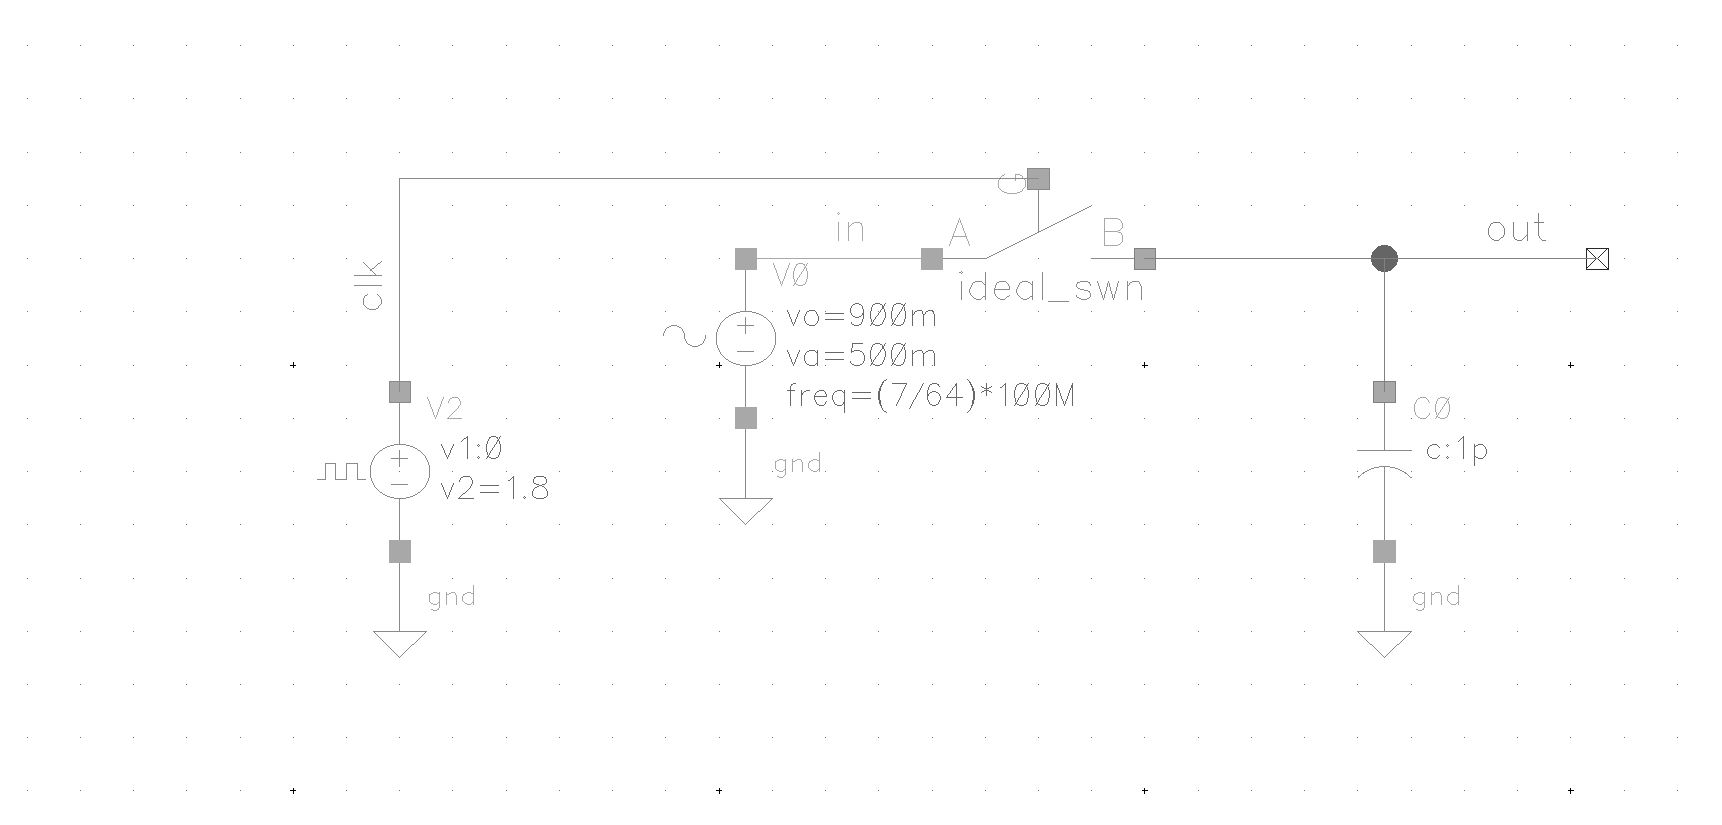 G
in
A
B
out
clk
V0
ideal_swn
vo=900m
va=500m
freq=(7/64)*100M
V2
v1:0
v2=1.8
C0
c:1p
gnd
gnd
gnd